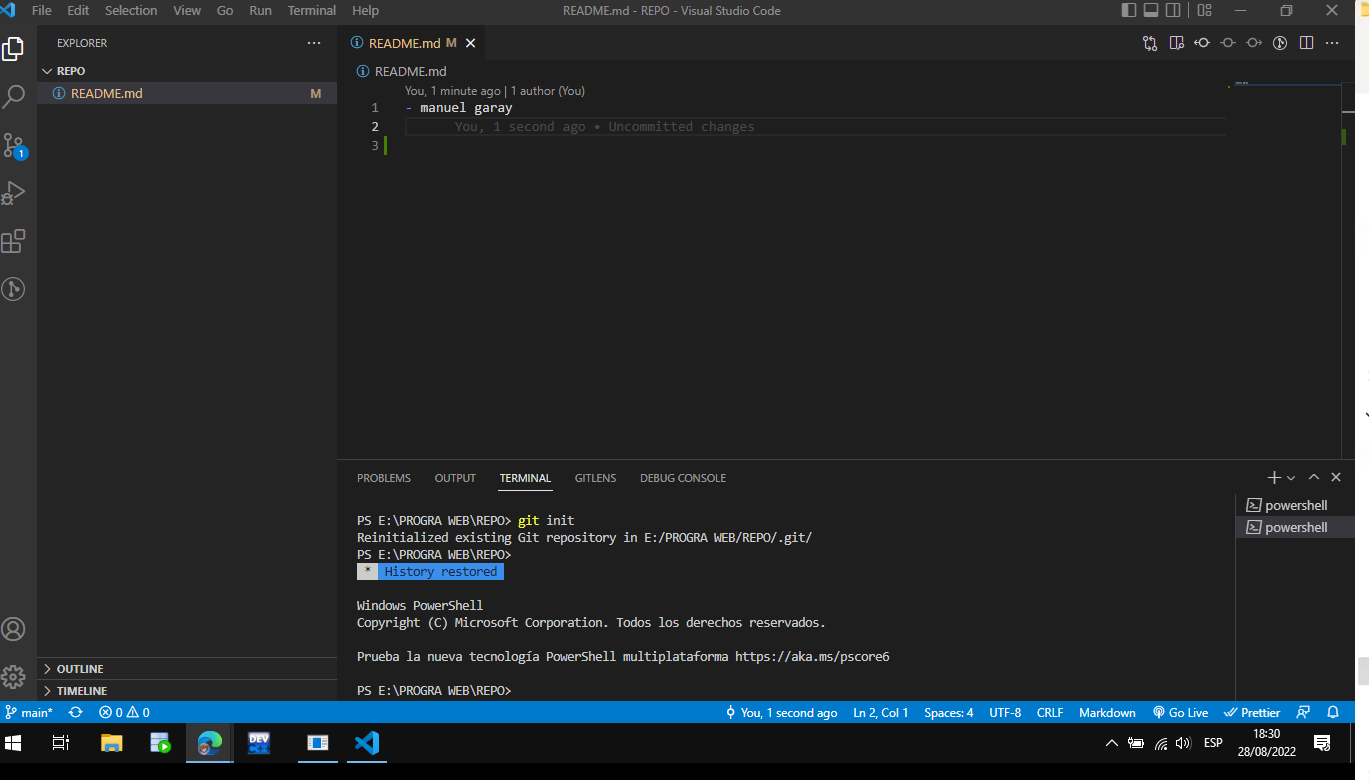 File Edit Selection View Go Run Terminal Help README.md - REPO - Visual Studio Code
EXPLORER
README.md M
REPO
README.md
README.md M
You, 1 minute ago | 1 author (You)
1 - manuel garay
2 You, 1 second ago • Uncommitted changes
3
1
PROBLEMS OUTPUT TERMINAL GITLENS DEBUG CONSOLE
powershell
powershell
PS E:\PROGRA WEB\REPO> git init
Reinitialized existing Git repository in E:/PROGRA WEB/REPO/.git/
PS E:\PROGRA WEB\REPO>
* History restored
Windows PowerShell
Copyright (C) Microsoft Corporation. Todos los derechos reservados.
Prueba la nueva tecnología PowerShell multiplataforma https://aka.ms/pscore6
PS E:\PROGRA WEB\REPO>
OUTLINE
TIMELINE
main* 0 0 You, 1 second ago Ln 2, Col 1 Spaces: 4 UTF-8 CRLF Markdown Go Live Prettier
DEV C++
ESP
18:30
28/08/2022